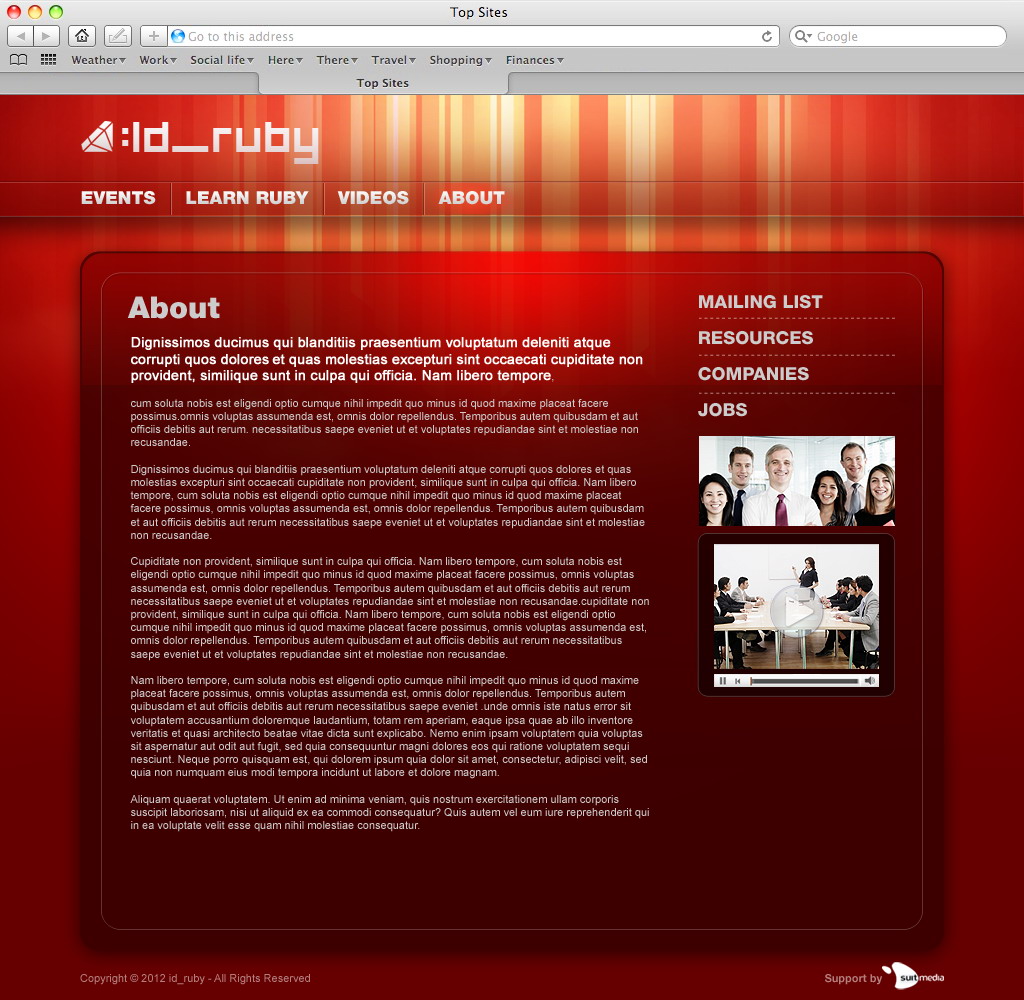 Top Sites
Go to this address
Google
Weather Work Social life Here There Travel Shopping Finances
Top Sites
:Id_ruby
EVENTS LEARN RUBY VIDEOS ABOUT
About
Dignissimos ducimus qui blanditiis praesentium voluptatum deleniti atque
corrupti quos dolores et quas molestias excepturi sint occaecati cupiditate non
provident, similique sunt in culpa qui officia. Nam libero tempore.
cum soluta nobis est eligendi optio cumque nihil impedit quo minus id quod maxime placeat facere
possimus.omnis voluptas assumenda est, omnis dolor repellendus. Temporibus autem quibusdam et aut
officiis debitis aut rerum. necessitatibus saepe eveniet ut et voluptates repudiandae sint et molestiae non
recusandae.
Dignissimos ducimus qui blanditiis praesentium voluptatum deleniti atque corrupti quos dolores et quas
molestias excepturi sint occaecati cupiditate non provident, similique sunt in culpa qui officia. Nam libero
tempore, cum soluta nobis est eligendi optio cumque nihil impedit quo minus id quod maxime placeat
facere possimus, omnis voluptas assumenda est, omnis dolor repellendus. Temporibus autem quibusdam
et aut officiis debitis aut rerum necessitatibus saepe eveniet ut et voluptates repudiandae sint et molestiae
non recusandae.
Cupiditate non provident, similique sunt in culpa qui officia. Nam libero tempore, cum soluta nobis est
eligendi optio cumque nihil impedit quo minus id quod maxime placeat facere possimus, omnis voluptas
assumenda est, omnis dolor repellendus. Temporibus autem quibusdam et aut officiis debitis aut rerum
necessitatibus saepe eveniet ut et voluptates repudiandae sint et molestiae non recusandae.cupiditate non
provident, similique sunt in culpa qui officia. Nam libero tempore, cum soluta nobis est eligendi optio
cumque nihil impedit quo minus id quod maxime placeat facere possimus, omnis voluptas assumenda est,
omnis dolor repellendus. Temporibus autem quibusdam et aut officiis debitis aut rerum necessitatibus
saepe eveniet ut et voluptates repudiandae sint et molestiae non recusandae.
Nam libero tempore, cum soluta nobis est eligendi optio cumque nihil impedit quo minus id quod maxime
placeat facere possimus, omnis voluptas assumenda est, omnis dolor repellendus. Temporibus autem
quibusdam et aut officiis debitis aut rerum necessitatibus saepe eveniet .unde omnis iste natus error sit
voluptatem accusantium doloremque laudantium, totam rem aperiam, eaque ipsa quae ab illo inventore
veritatis et quasi architecto beatae vitae dicta sunt explicabo. Nemo enim ipsam voluptatem quia voluptas
sit aspernatur aut odit aut fugit, sed quia consequuntur magni dolores eos qui ratione voluptatem sequi
nesciunt. Neque porro quisquam est, qui dolorem ipsum quia dolor sit amet, consectetur, adipisci velit, sed
quia non numquam eius modi tempora incidunt ut labore et dolore magnam.
Aliquam quaerat voluptatem. Ut enim ad minima veniam, quis nostrum exercitationem ullam corporis
suscipit laboriosam, nisi ut aliquid ex ea commodi consequatur? Quis autem vel eum iure reprehenderit qui
in ea voluptate velit esse quam nihil molestiae consequatur.
MAILING LIST
RESOURCES
COMPANIES
JOBS
Copyright © 2012 id_ruby - All Rights Reserved
Support by suitmedia